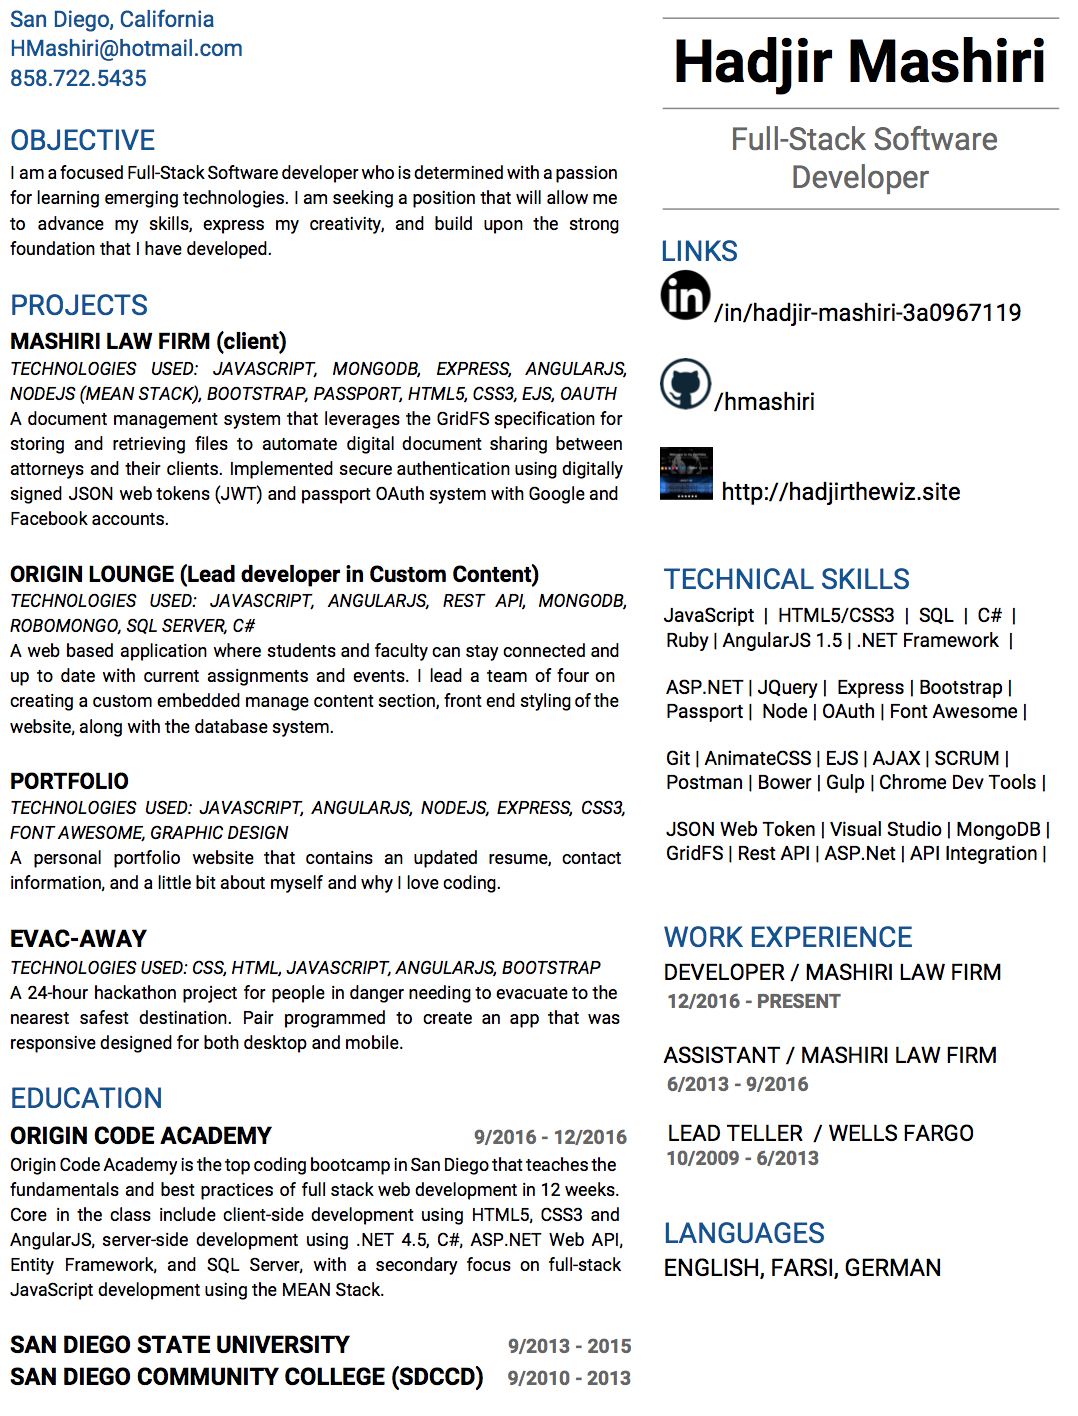 San Diego, California
HMashiri@hotmail.com
858.722.5435
OBJECTIVE
I am a focused Full-Stack Software developer who is determined with a passion
for learning emerging technologies. I am seeking a position that will allow me
to advance my skills, express my creativity, and build upon the strong
foundation that I have developed.
PROJECTS
MASHIRI LAW FIRM (client)
TECHNOLOGIES USED: JAVASCRIPT, MONGODB, EXPRESS, ANGULARJS,
NODEJS (MEAN STACK), BOOTSTRAP, PASSPORT, HTML5, CSS3, EJS, OAUTH
A document management system that leverages the GridFS specification for
storing and retrieving files to automate digital document sharing between
attorneys and their clients. Implemented secure authentication using digitally
signed JSON web tokens (JWT) and passport OAuth system with Google and
Facebook accounts.
ORIGIN LOUNGE (Lead developer in Custom Content)
TECHNOLOGIES USED: JAVASCRIPT, ANGULARJS, REST API, MONGODB,
ROBOMONGO, SQL SERVER, C#
A web based application where students and faculty can stay connected and
up to date with current assignments and events. I lead a team of four on
creating a custom embedded manage content section, front end styling of the
website, along with the database system.
PORTFOLIO
TECHNOLOGIES USED: JAVASCRIPT, ANGULARJS, NODEJS, EXPRESS, CSS3,
FONT AWESOME, GRAPHIC DESIGN
A personal portfolio website that contains an updated resume, contact
information, and a little bit about myself and why I love coding.
EVAC-AWAY
TECHNOLOGIES USED: CSS, HTML, JAVASCRIPT, ANGULARJS, BOOTSTRAP
A 24-hour hackathon project for people in danger needing to evacuate to the
nearest safest destination. Pair programmed to create an app that was
responsive designed for both desktop and mobile.
EDUCATION
ORIGIN CODE ACADEMY 9/2016 - 12/2016
Origin Code Academy is the top coding bootcamp in San Diego that teaches the
fundamentals and best practices of full stack web development in 12 weeks.
Core in the class include client-side development using HTML5, CSS3 and
AngularJS, server-side development using .NET 4.5, C#, ASP.NET Web API,
Entity Framework, and SQL Server, with a secondary focus on full-stack
JavaScript development using the MEAN Stack.
SAN DIEGO STATE UNIVERSITY 9/2013 - 2015
SAN DIEGO COMMUNITY COLLEGE (SDCCD) 9/2010 - 2013
Hadjir Mashiri
Full-Stack Software
Developer
LINKS
in /in/hadjir-mashiri-3a0967119
/hmashiri
http://hadjirthewiz.site
TECHNICAL SKILLS
JavaScript | HTML5/CSS3 | SQL | C# |
Ruby | AngularJS 1.5 | .NET Framework |
ASP.NET | JQuery | Express | Bootstrap |
Passport | Node | OAuth | Font Awesome |
Git | AnimateCSS | EJS | AJAX | SCRUM |
Postman | Bower | Gulp | Chrome Dev Tools |
JSON Web Token | Visual Studio | MongoDB |
GridFS | Rest API | ASP.Net | API Integration |
WORK EXPERIENCE
DEVELOPER / MASHIRI LAW FIRM
12/2016 - PRESENT
ASSISTANT / MASHIRI LAW FIRM
6/2013 - 9/2016
LEAD TELLER / WELLS FARGO
10/2009 - 6/2013
LANGUAGES
ENGLISH, FARSI, GERMAN